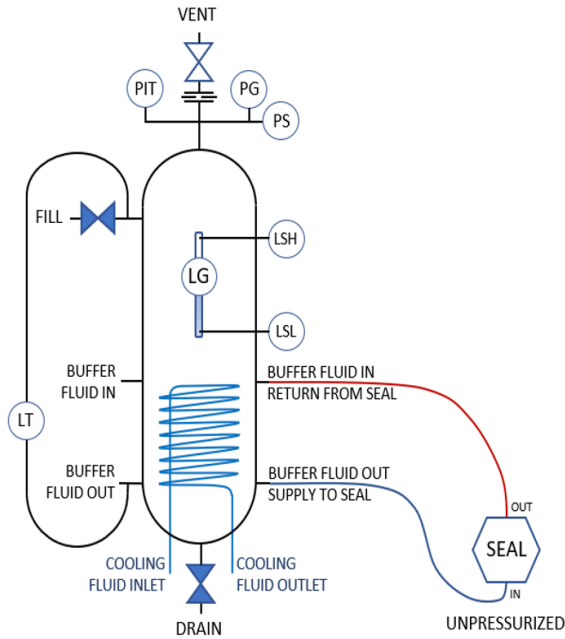 VENT
PIT
PG
PS
FILL
LSH
LG
LSL
BUFFER
FLUID IN
BUFFER FLUID IN
RETURN FROM SEAL
LT
BUFFER
FLUID OUT
BUFFER FLUID OUT
SUPPLY TO SEAL
OUT
SEAL
IN
COOLING
FLUID INLET
COOLING
FLUID OUTLET
UNPRESSURIZED
DRAIN